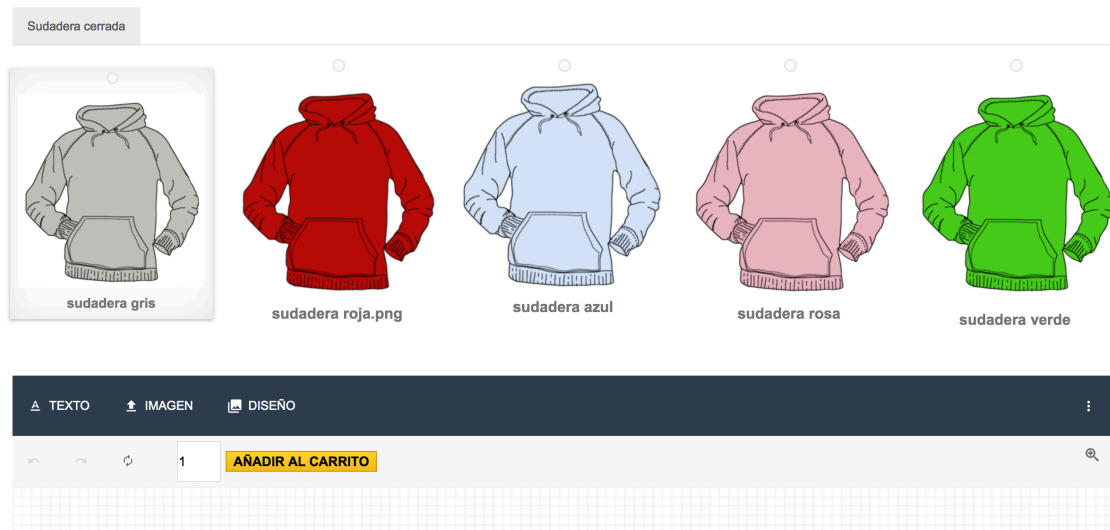 Sudadera cerrada
sudadera gris
sudadera roja.png
sudadera azul
sudadera rosa
sudadera verde
TEXTO IMAGEN DISEÑO
1 AÑADIR AL CARRITO